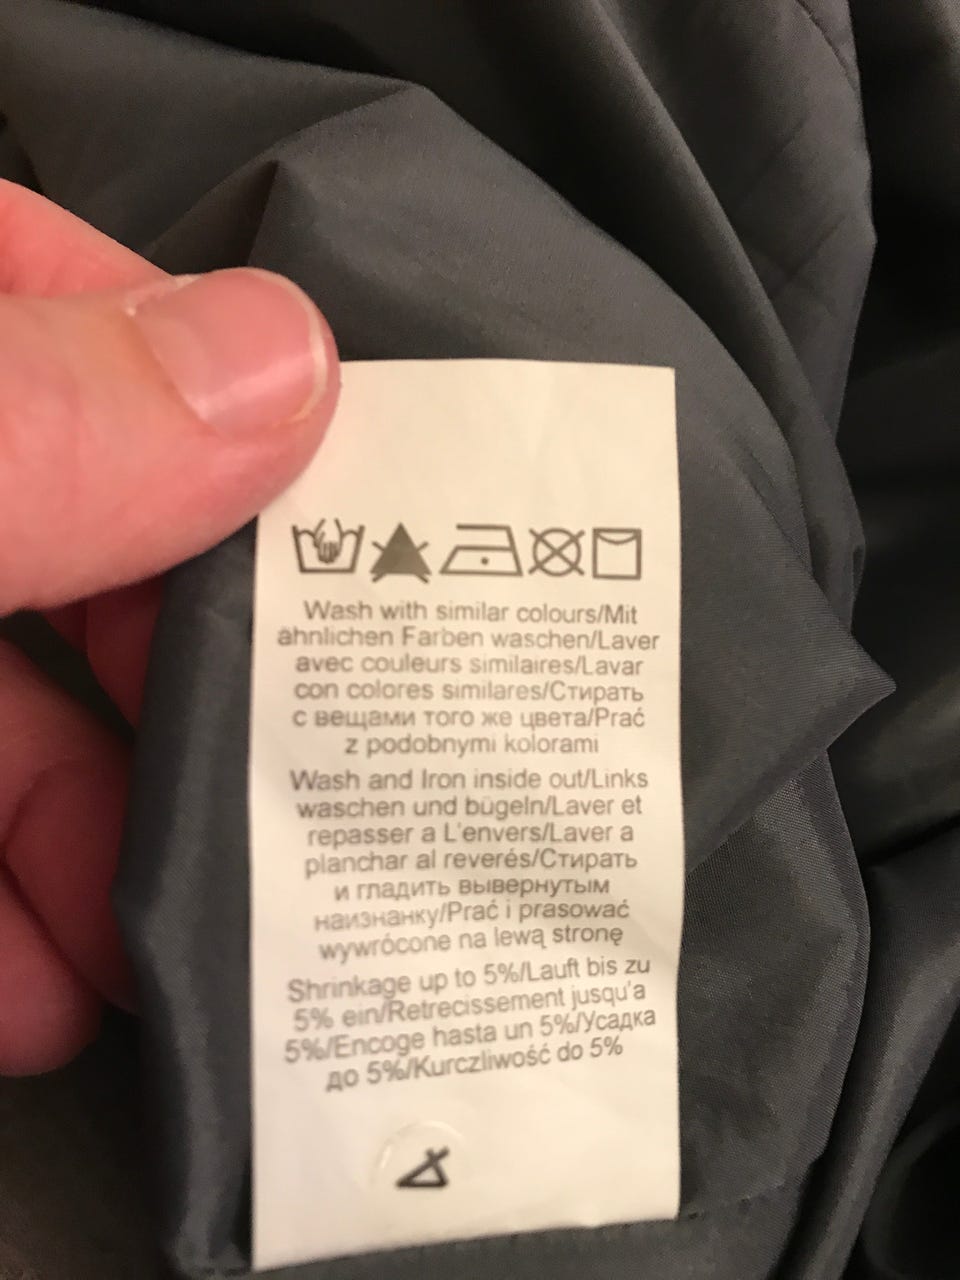 Wash with similar colours/Mit
ähnlichen Farben waschen/Laver
avec couleurs similaires/Lavar
con colores similares/Стирать
с вещами того же цвета/Prać
z podobnymi kolorami
Wash and Iron inside out/Links
waschen und bügeln/Laver et
repasser a L'envers/Laver a
planchar al reverés/Стирать
и гладить вывернутым
наизнанку/Prać i prasować
wywrócone na lewą stronę
Shrinkage up to 5%/Lauft bis zu
5% ein/Retrecissement jusqu'a
5%/Encoge hasta un 5%/Усадка
до 5%/Kurczliwość do 5%